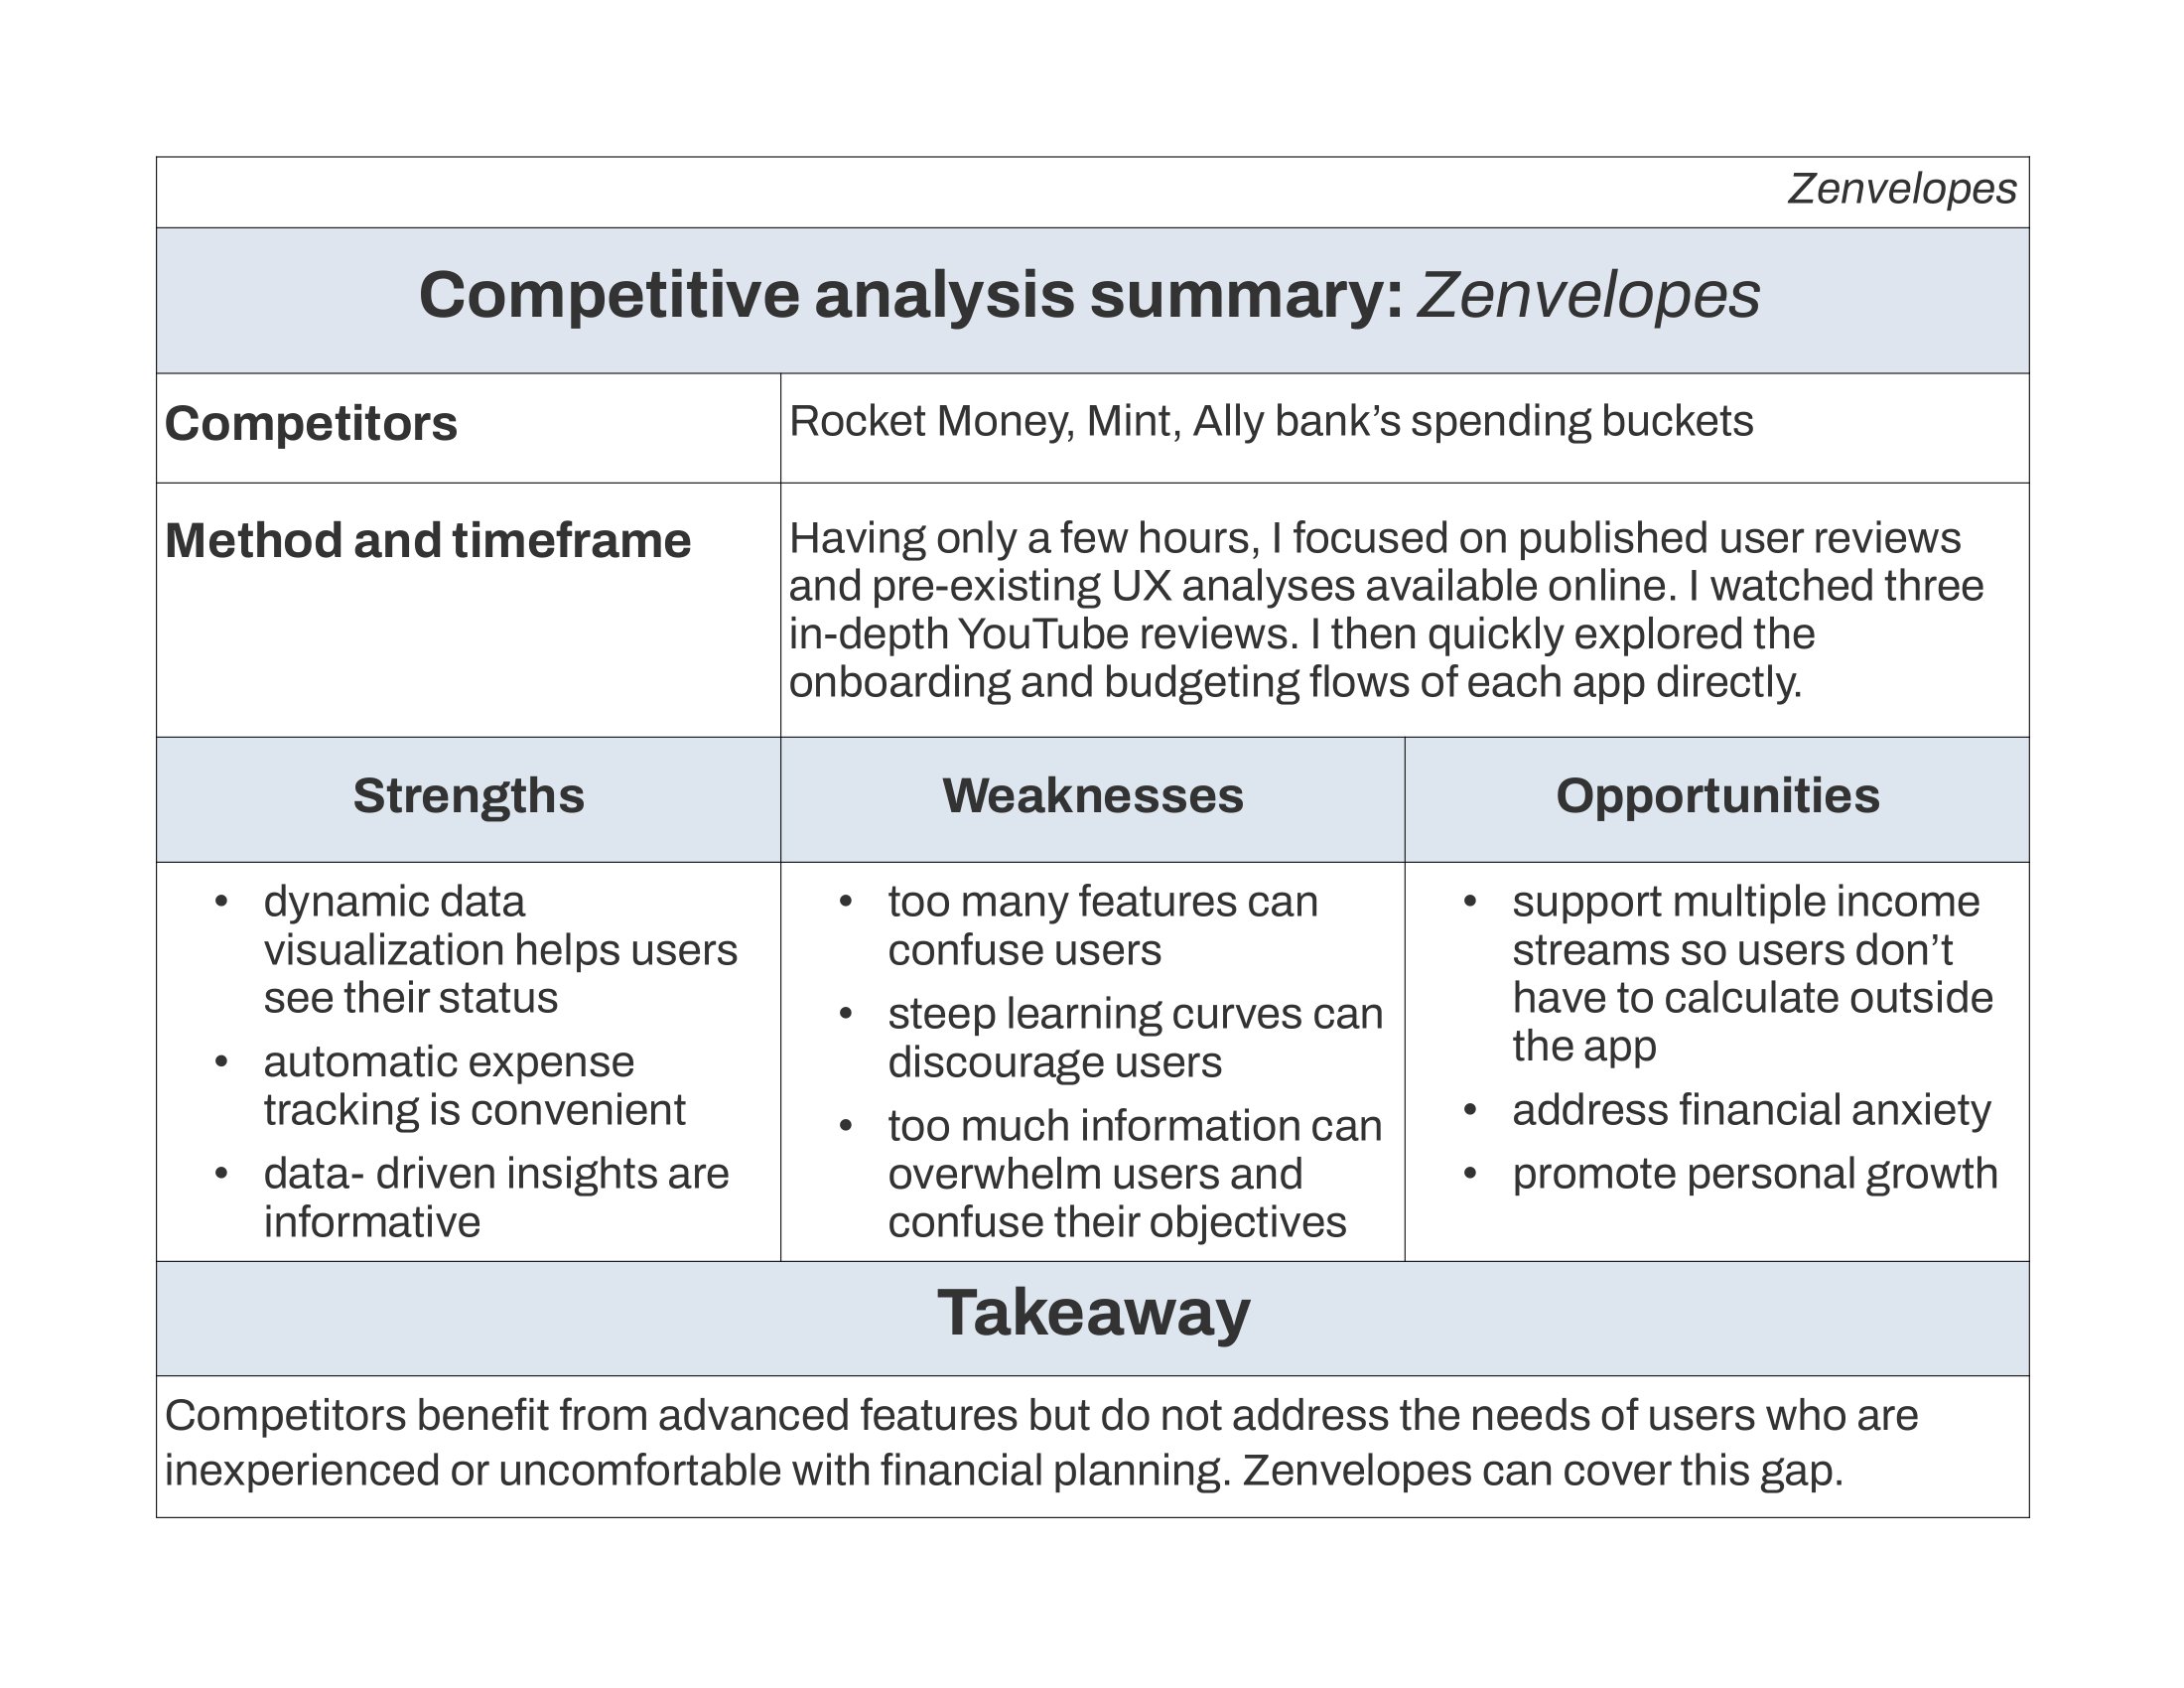 Zenvelopes
Competitive analysis summary: Zenvelopes
Competitors
Rocket Money, Mint, Ally bank’s spending buckets
Method and timeframe
Having only a few hours, I focused on published user reviews
and pre-existing UX analyses available online. I watched three
in-depth YouTube reviews. I then quickly explored the
onboarding and budgeting flows of each app directly.
Strengths
Weaknesses
Opportunities
• dynamic data
visualization helps users
see their status
• automatic expense
tracking is convenient
• data- driven insights are
informative
• too many features can
confuse users
• steep learning curves can
discourage users
• too much information can
overwhelm users and
confuse their objectives
• support multiple income
streams so users don’t
have to calculate outside
the app
• address financial anxiety
• promote personal growth
Takeaway
Competitors benefit from advanced features but do not address the needs of users who are
inexperienced or uncomfortable with financial planning. Zenvelopes can cover this gap.